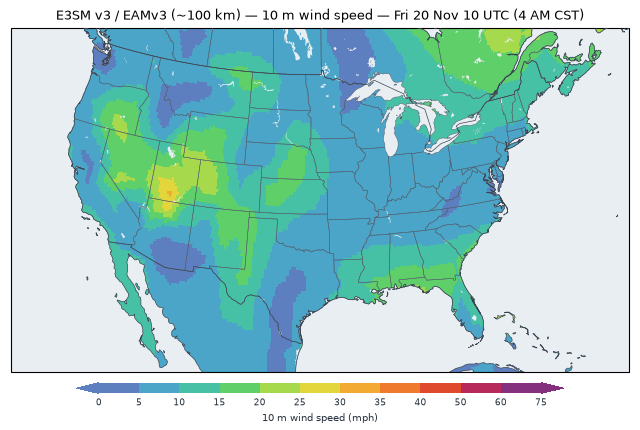 E3SM v3 / EAMv3 (~100 km) — 10 m wind speed — Fri 20 Nov 10 UTC (4 AM CST)
0 5 10 15 20 25 30 35 40 50 60 75
10 m wind speed (mph)